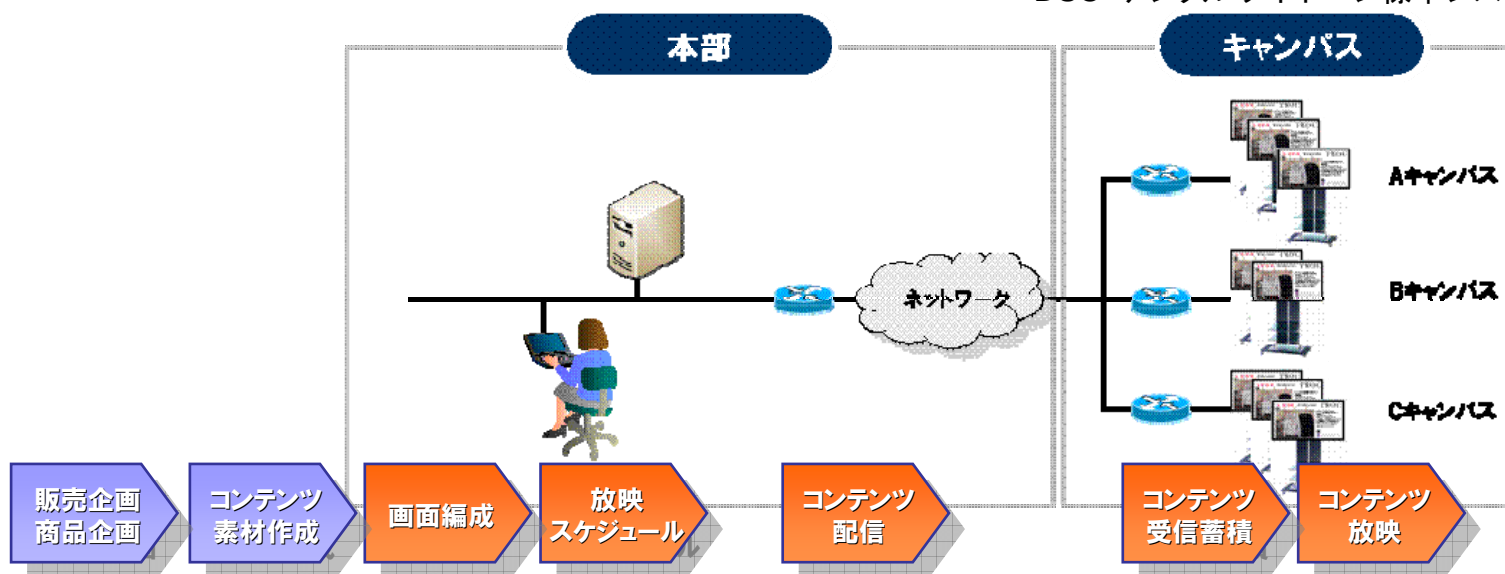 本部
キャンパス
Aキャンパス
ネットワーク
Bキャンパス
Cキャンパス
販売企画
商品企画
コンテンツ
素材作成
画面編成
放映
スケジュール
コンテンツ
配信
コンテンツ
受信蓄積
コンテンツ
放映